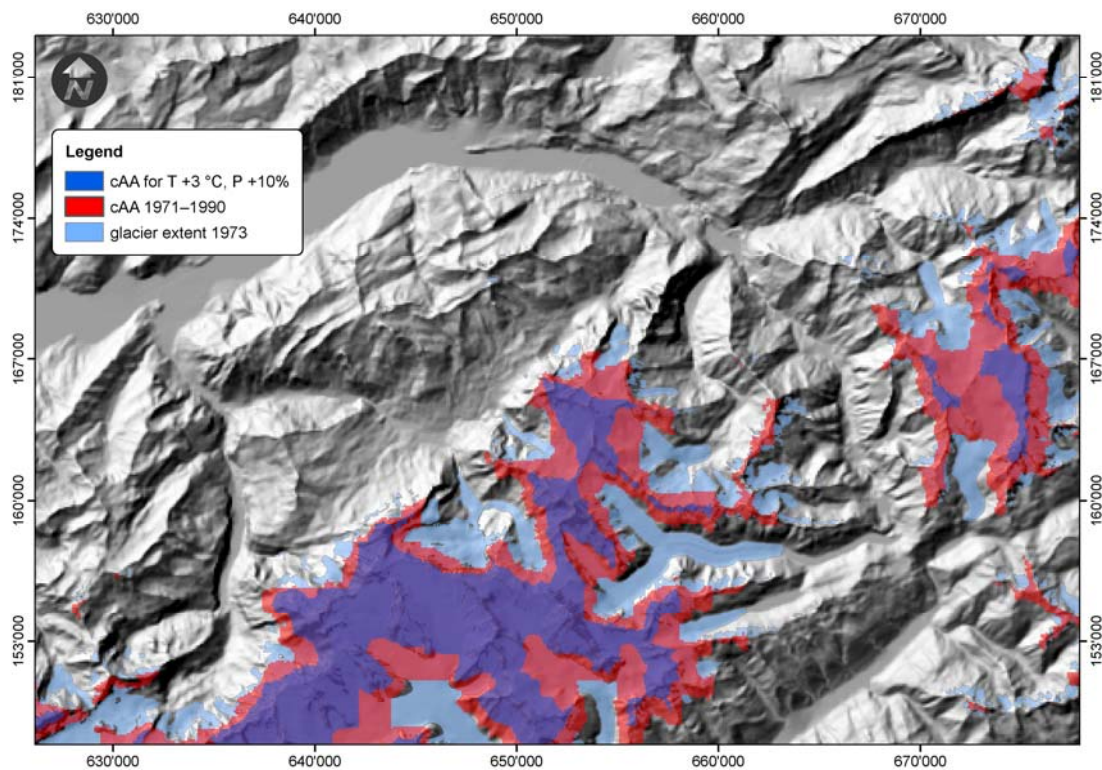 630'000 640'000 650'000 660'000 670'000
181'000 181'000
N
Legend
cAA for T +3 °C, P +10%
cAA 1971–1990
glacier extent 1973
174'000 174'000
167'000 167'000
160'000 160'000
153'000 153'000
630'000 640'000 650'000 660'000 670'000